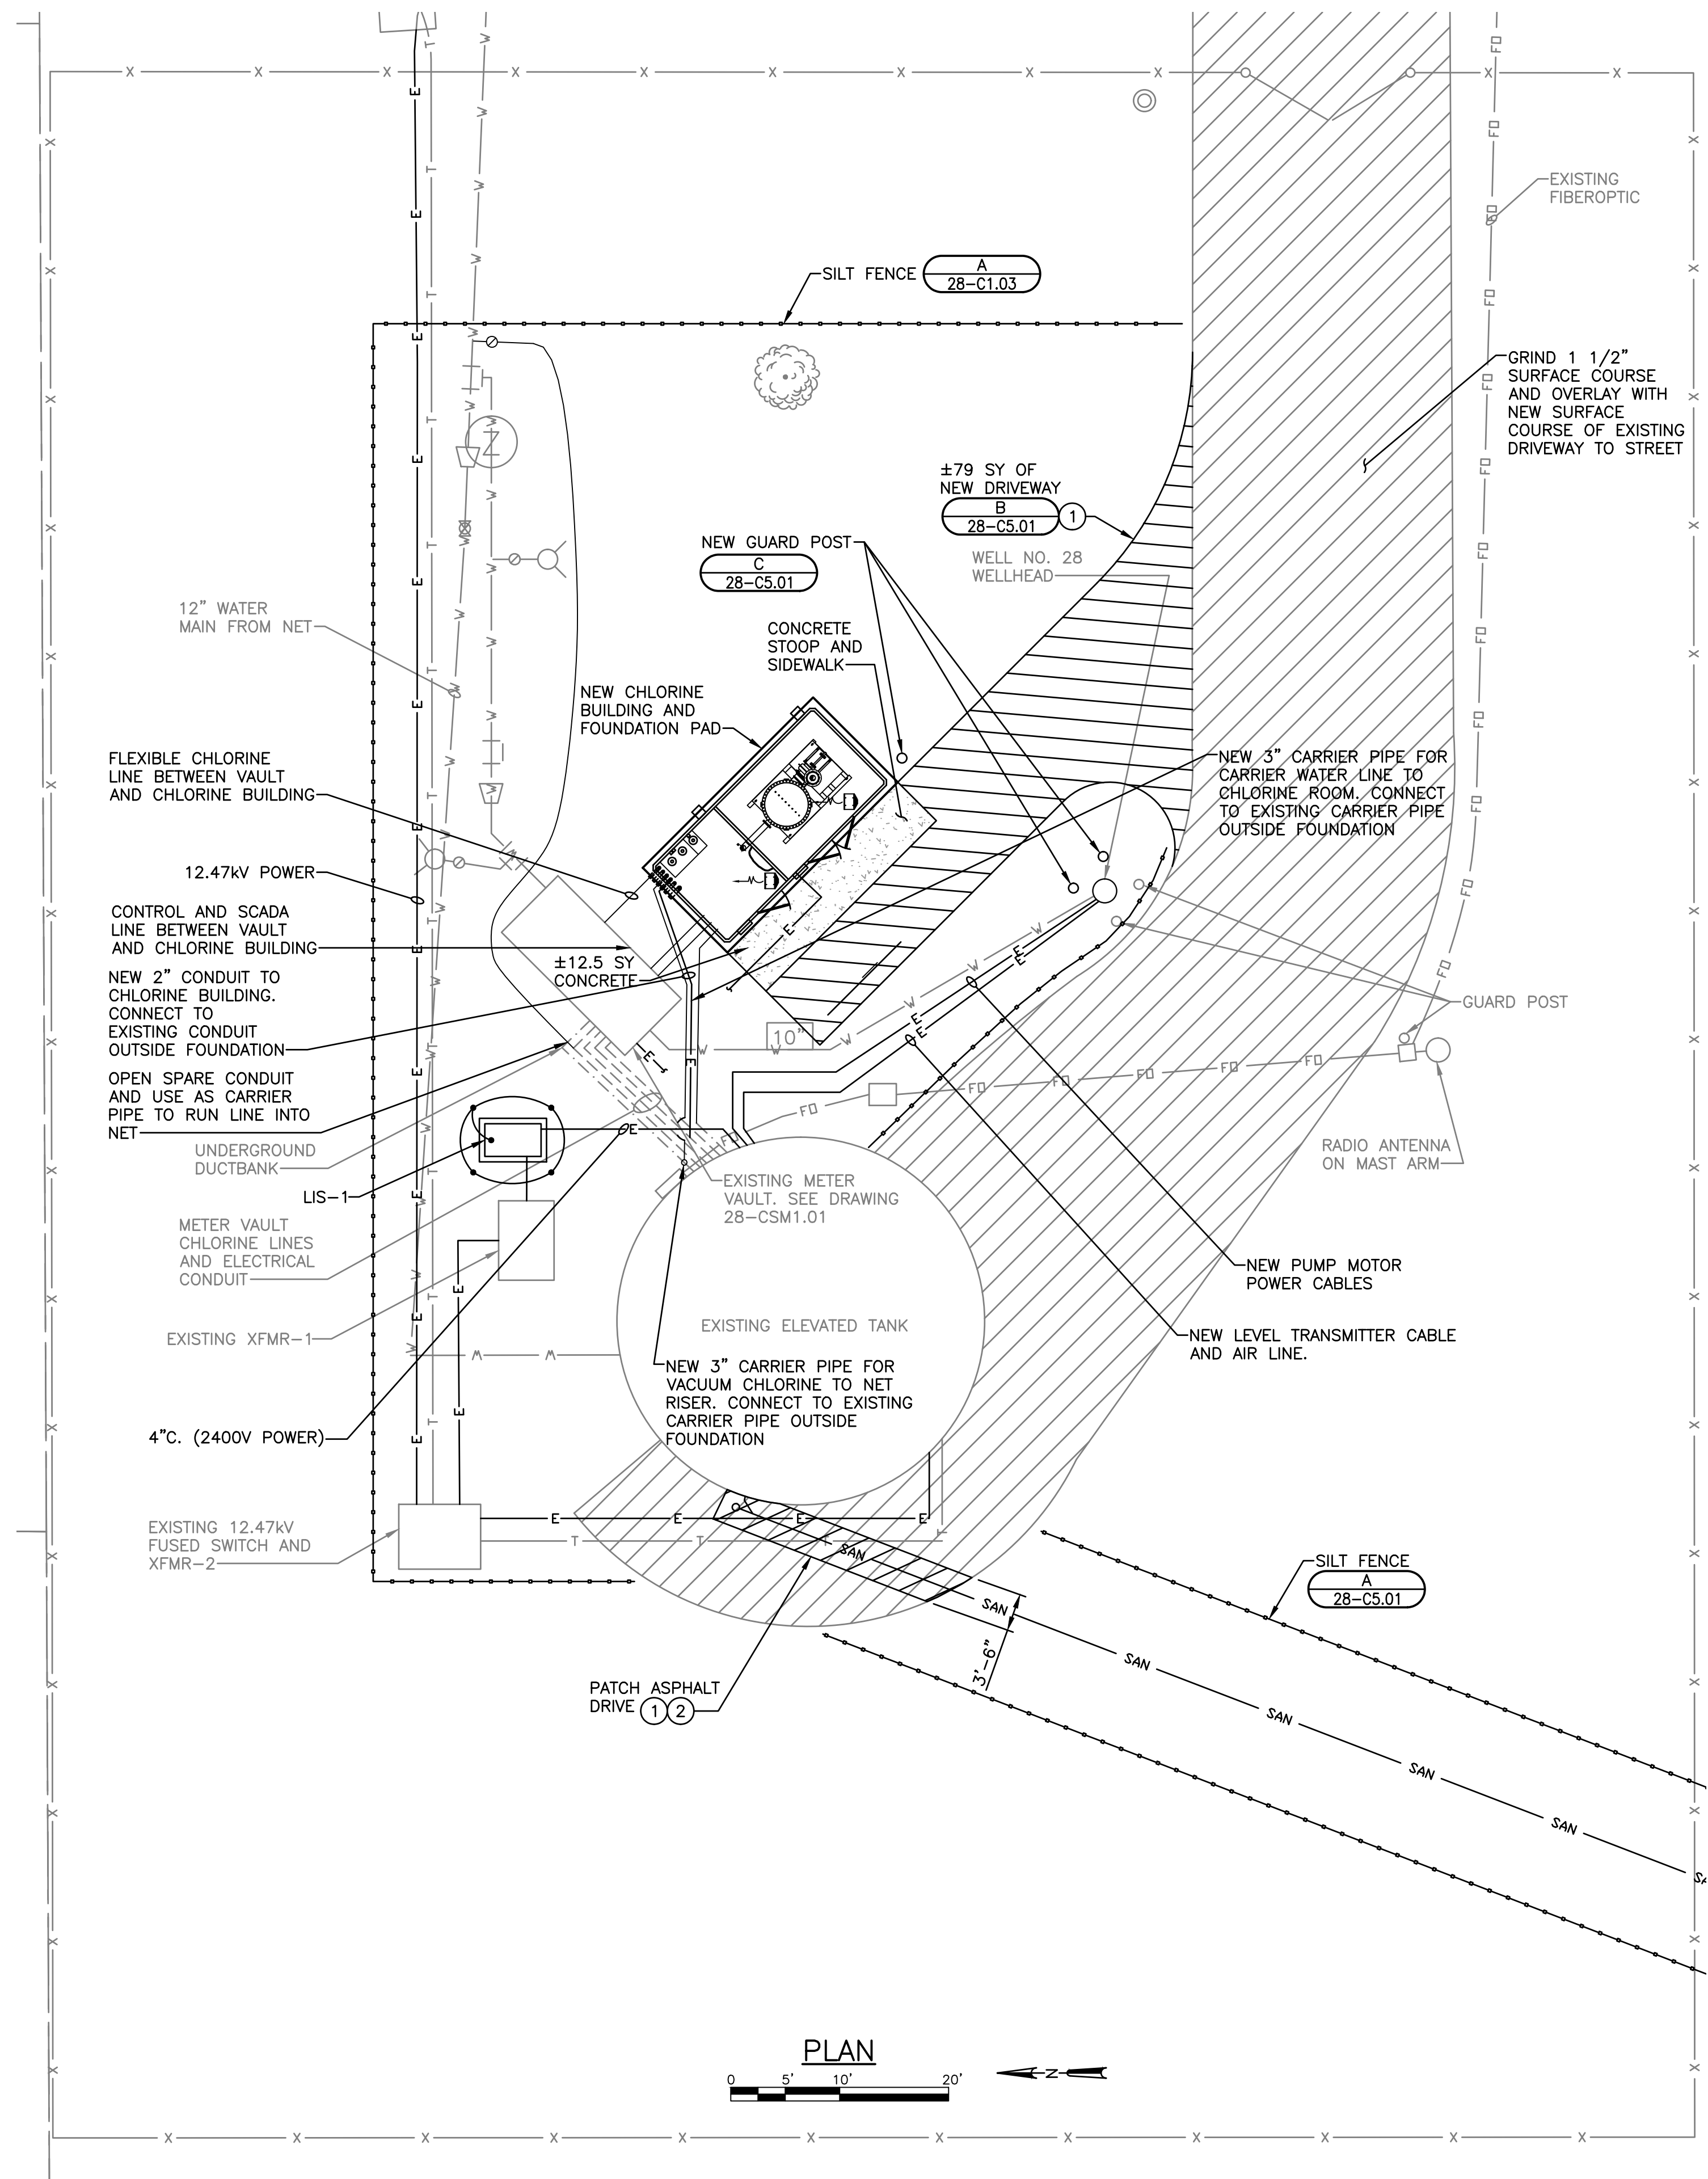 EXISTING
FIBEROPTIC
SILT FENCE
A
28-C1.03
GRIND 1 1/2"
SURFACE COURSE
AND OVERLAY WITH
NEW SURFACE
COURSE OF EXISTING
DRIVEWAY TO STREET
±79 SY OF
NEW DRIVEWAY
B
28-C5.01
1
NEW GUARD POST
C
28-C5.01
WELL NO. 28
WELLHEAD
12" WATER
MAIN FROM NET
CONCRETE
STOOP AND
SIDEWALK
NEW CHLORINE
BUILDING AND
FOUNDATION PAD
FLEXIBLE CHLORINE
LINE BETWEEN VAULT
AND CHLORINE BUILDING
NEW 3" CARRIER PIPE FOR
CARRIER WATER LINE TO
CHLORINE ROOM. CONNECT
TO EXISTING CARRIER PIPE
OUTSIDE FOUNDATION
12.47kV POWER
CONTROL AND SCADA
LINE BETWEEN VAULT
AND CHLORINE BUILDING
±12.5 SY
CONCRETE
NEW 2" CONDUIT TO
CHLORINE BUILDING.
CONNECT TO
EXISTING CONDUIT
OUTSIDE FOUNDATION
10"
GUARD POST
OPEN SPARE CONDUIT
AND USE AS CARRIER
PIPE TO RUN LINE INTO
NET
UNDERGROUND
DUCTBANK
LIS-1
RADIO ANTENNA
ON MAST ARM
EXISTING METER
VAULT. SEE DRAWING
28-CSM1.01
METER VAULT
CHLORINE LINES
AND ELECTRICAL
CONDUIT
NEW PUMP MOTOR
POWER CABLES
EXISTING XFMR-1
EXISTING ELEVATED TANK
NEW LEVEL TRANSMITTER CABLE
AND AIR LINE.
NEW 3" CARRIER PIPE FOR
VACUUM CHLORINE TO NET
RISER. CONNECT TO EXISTING
CARRIER PIPE OUTSIDE
FOUNDATION
4"C. (2400V POWER)
EXISTING 12.47kV
FUSED SWITCH AND
XFMR-2
SAN
SILT FENCE
A
28-C5.01
SAN
3'-6"
SAN
PATCH ASPHALT
DRIVE 1 2
SAN
SAN
SAN
PLAN
0 5' 10' 20'
N